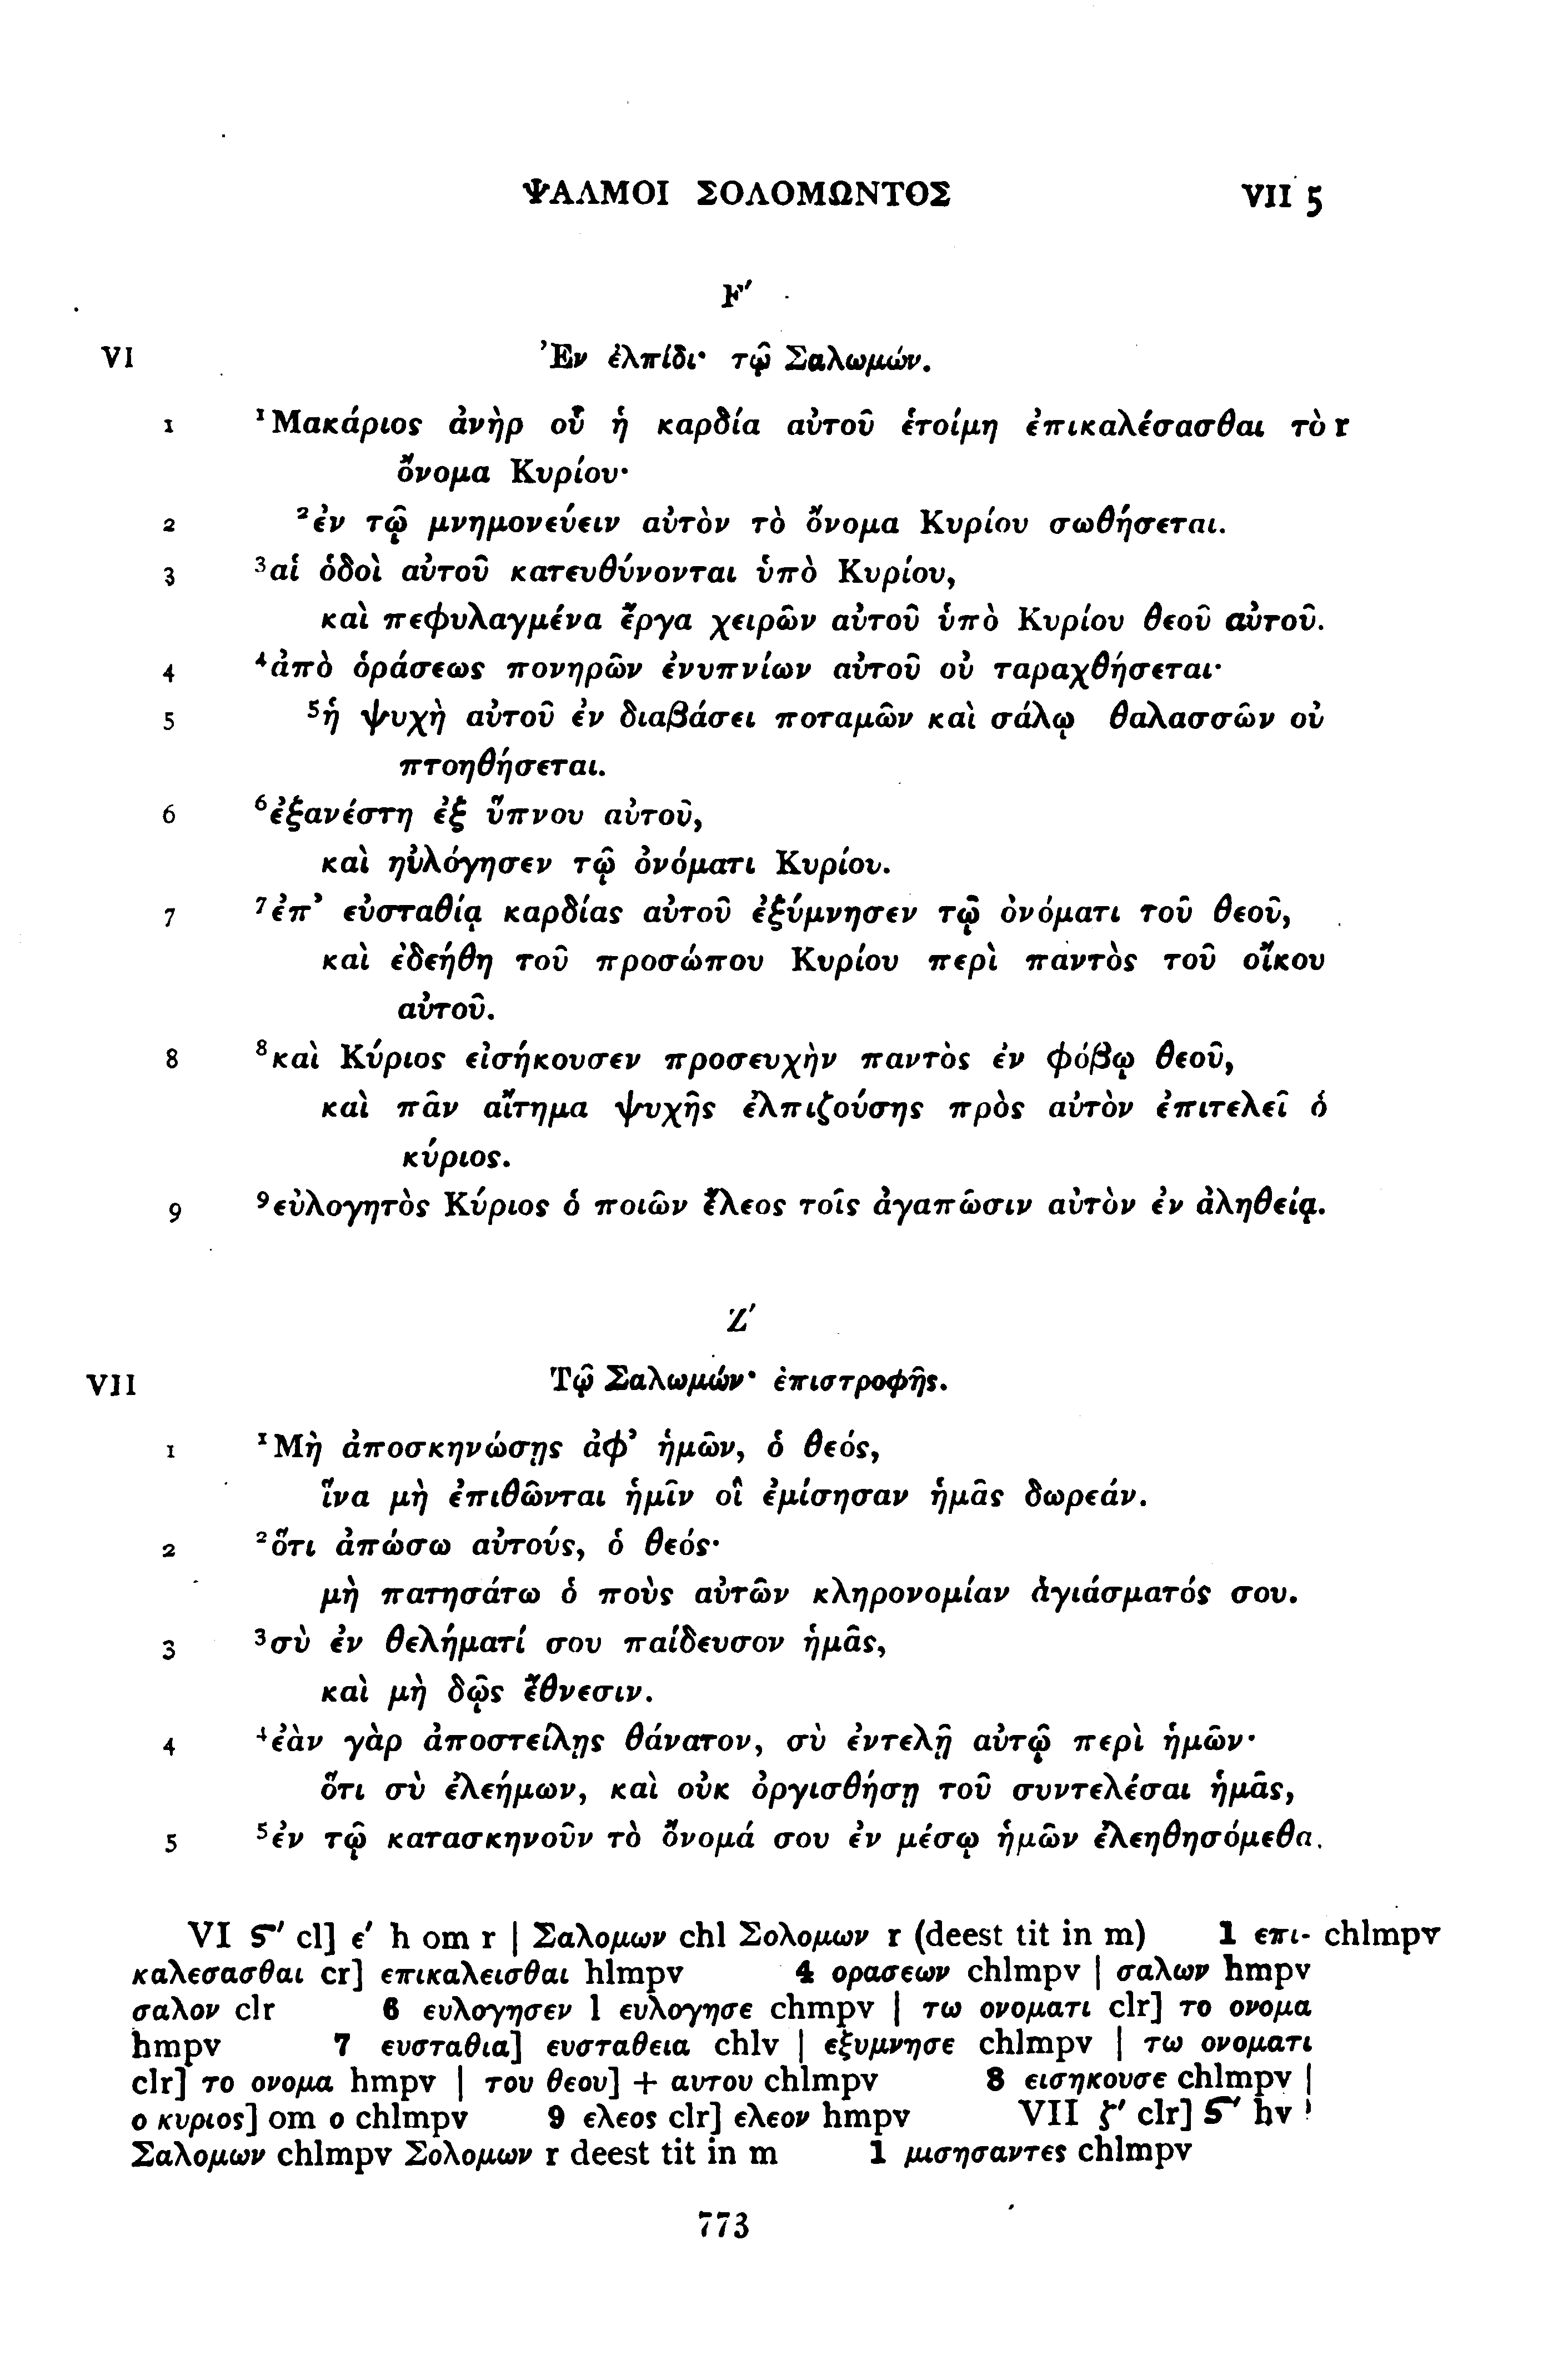 ΨΑΛΜΟΙ ΣΟΛΟΜΩΝΤΟΣ VII 5
Ϝʹ
VI Ἐν ἐλπίδι· τῷ Σαλωμών.
1 ¹Μακάριος ἀνὴρ οὗ ἡ καρδία αὐτοῦ ἑτοίμη ἐπικαλέσασθαι τὸ r
ὄνομα Κυρίου·
2 ²ἐν τῷ μνημονεύειν αὐτὸν τὸ ὄνομα Κυρίου σωθήσεται.
3 ³αἱ ὁδοὶ αὐτοῦ κατευθύνονται ὑπὸ Κυρίου,
καὶ πεφυλαγμένα ἔργα χειρῶν αὐτοῦ ὑπὸ Κυρίου θεοῦ αὐτοῦ.
4 ⁴ἀπὸ ὁράσεως πονηρῶν ἐνυπνίων αὐτοῦ οὐ ταραχθήσεται·
5 ⁵ἡ ψυχὴ αὐτοῦ ἐν διαβάσει ποταμῶν καὶ σάλῳ θαλασσῶν οὐ
πτοηθήσεται.
6 ⁶ἐξανέστη ἐξ ὕπνου αὐτοῦ,
καὶ ηὐλόγησεν τῷ ὀνόματι Κυρίου.
7 ⁷ἐπ’ εὐσταθίᾳ καρδίας αὐτοῦ ἐξύμνησεν τῷ ὀνόματι τοῦ θεοῦ,
καὶ ἐδεήθη τοῦ προσώπου Κυρίου περὶ παντὸς τοῦ οἴκου
αὐτοῦ.
8 ⁸καὶ Κύριος εἰσήκουσεν προσευχὴν παντὸς ἐν φόβῳ θεοῦ,
καὶ πᾶν αἴτημα ψυχῆς ἐλπιζούσης πρὸς αὐτὸν ἐπιτελεῖ ὁ
κύριος.
9 ⁹εὐλογητὸς Κύριος ὁ ποιῶν ἔλεος τοῖς ἀγαπῶσιν αὐτὸν ἐν ἀληθείᾳ.
Ζʹ
VII Τῷ Σαλωμών· ἐπιστροφῆς.
1 ¹Μὴ ἀποσκηνώσῃς ἀφ’ ἡμῶν, ὁ θεός,
ἵνα μὴ ἐπιθῶνται ἡμῖν οἳ ἐμίσησαν ἡμᾶς δωρεάν.
2 ²ὅτι ἀπώσω αὐτούς, ὁ θεός·
μὴ πατησάτω ὁ ποὺς αὐτῶν κληρονομίαν ἁγιάσματός σου.
3 ³σὺ ἐν θελήματί σου παίδευσον ἡμᾶς,
καὶ μὴ δῷς ἔθνεσιν.
4 ⁴ἐὰν γὰρ ἀποστείλῃς θάνατον, σὺ ἐντελῇ αὐτῷ περὶ ἡμῶν·
ὅτι σὺ ἐλεήμων, καὶ οὐκ ὀργισθήσῃ τοῦ συντελέσαι ἡμᾶς,
5 ⁵ἐν τῷ κατασκηνοῦν τὸ ὄνομά σου ἐν μέσῳ ἡμῶν ἐλεηθησόμεθα.
VI Ϛʹ cl] εʹ h om r | Σαλομων chl Σολομων r (deest tit in m) 1 επι- chlmpv
καλεσασθαι cr] επικαλεισθαι hlmpv 4 ορασεων chlmpv | σαλων hmpv
σαλον clr 6 ευλογησεν l ευλογησε chmpv | τω ονοματι clr] το ονομα
hmpv 7 ευσταθια] ευσταθεια chlv | εξυμνησε chlmpv | τω ονοματι
clr] το ονομα hmpv | του θεου] + αυτου chlmpv 8 εισηκουσε chlmpv |
ο κυριος] om ο chlmpv 9 ελεος clr] ελεον hmpv VII ζʹ clr] Ϛʹ hv |
Σαλομων chlmpv Σολομων r deest tit in m 1 μισησαντες chlmpv
773